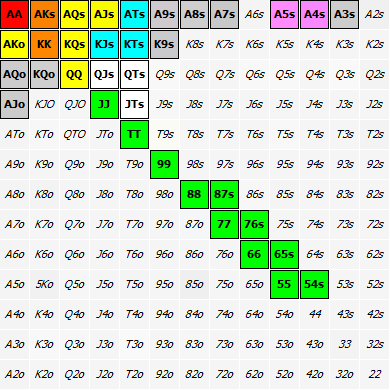 AA AKs AQs AJs ATs A9s A8s A7s A6s A5s A4s A3s A2s
AKo KK KQs KJs KTs K9s K8s K7s K6s K5s K4s K3s K2s
AQo KQo QQ QJs QTs Q9s Q8s Q7s Q6s Q5s Q4s Q3s Q2s
AJo KJO QJO JJ JTs J9s J8s J7s J6s J5s J4s J3s J2s
ATo KTo QTO JTo TT T9s T8s T7s T6s T5s T4s T3s T2s
A9o K9o Q9o J9o T9o 99 98s 97s 96s 95s 94s 93s 92s
A8o K8o Q8o J8o T8o 98o 88 87s 86s 85s 84s 83s 82s
A7o K7o Q7o J7o T7o 97o 87o 77 76s 75s 74s 73s 72s
A6o K6o Q6o J6o T6o 96o 86o 76o 66 65s 64s 63s 62s
A5o 5Ko Q5o J5o T5o 95o 85o 75o 65o 55 54s 53s 52s
A4o K4o Q4o J4o T4o 94o 84o 74o 64o 54o 44 43s 42s
A3o K3o Q3o J3o T3o 93o 83o 73o 63o 53o 43o 33 32s
A2o K2o Q2o J2o T2o 92o 82o 72o 62o 52o 42o 32o 22